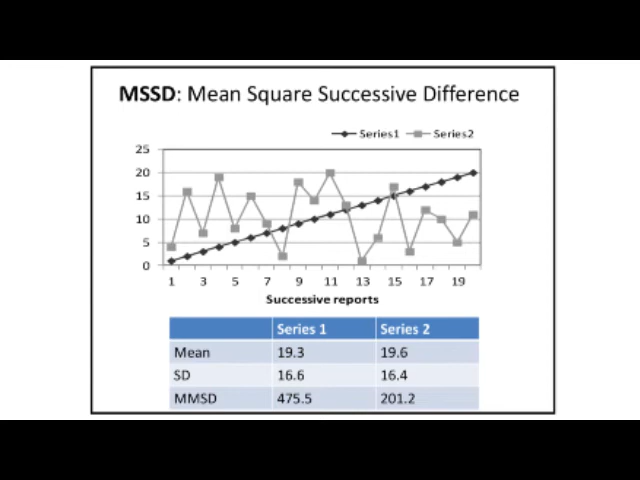 MSSD: Mean Square Successive Difference
Series1 Series2
25
20
15
10
5
0
1 3 5 7 9 11 13 15 17 19
Successive reports
Series 1 Series 2
Mean 19.3 19.6
SD 16.6 16.4
MMSD 475.5 201.2